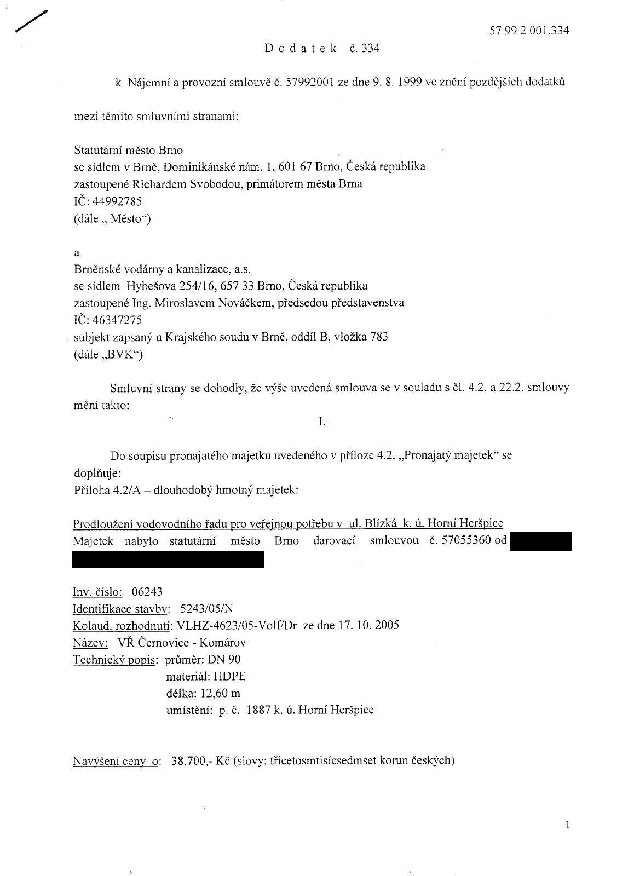 57 99 2 001.334
Dodatek č. 334
k Nájemní a provozní smlouvě č. 57992001 ze dne 9. 8. 1999 ve znění pozdějších dodatků
mezi těmito smluvními stranami:
Statutární město Brno
se sídlem v Brně, Dominikánské nám. 1, 601 67 Brno, Česká republika
zastoupené Richardem Svobodou, primátorem města Brna
IČ: 44992785
(dále „ Město“)
a
Brněnské vodárny a kanalizace, a.s.
se sídlem Hybešova 254/16, 657 33 Brno, Česká republika
zastoupené Ing. Miroslavem Nováčkem, předsedou představenstva
IČ: 46347275
subjekt zapsaný u Krajského soudu v Brně, oddíl B, vložka 783
(dále „BVK“)
Smluvní strany se dohodly, že výše uvedená smlouva se v souladu s čl. 4.2. a 22.2. smlouvy
mění takto:
I.
Do soupisu pronajatého majetku uvedeného v příloze 4.2. „Pronajatý majetek“ se
doplňuje:
Příloha 4.2/A – dlouhodobý hmotný majetek:
Prodloužení vodovodního řadu pro veřejnou potřebu v ul. Blízká k. ú. Horní Heršpice
Majetek nabylo statutární město Brno darovací smlouvou č. 57055360 od
Inv. číslo: 06243
Identifikace stavby: 5243/05/N
Kolaud. rozhodnutí: VLHZ-4623/05-Volf/Dr ze dne 17. 10. 2005
Název: VŘ Černovice - Komárov
Technický popis: průměr: DN 90
materiál: HDPE
délka: 12,60 m
umístění: p. č. 1887 k. ú. Horní Heršpice
Navýšení ceny o: 38.700,- Kč (slovy: třicetosmtisícsedmset korun českých)
1